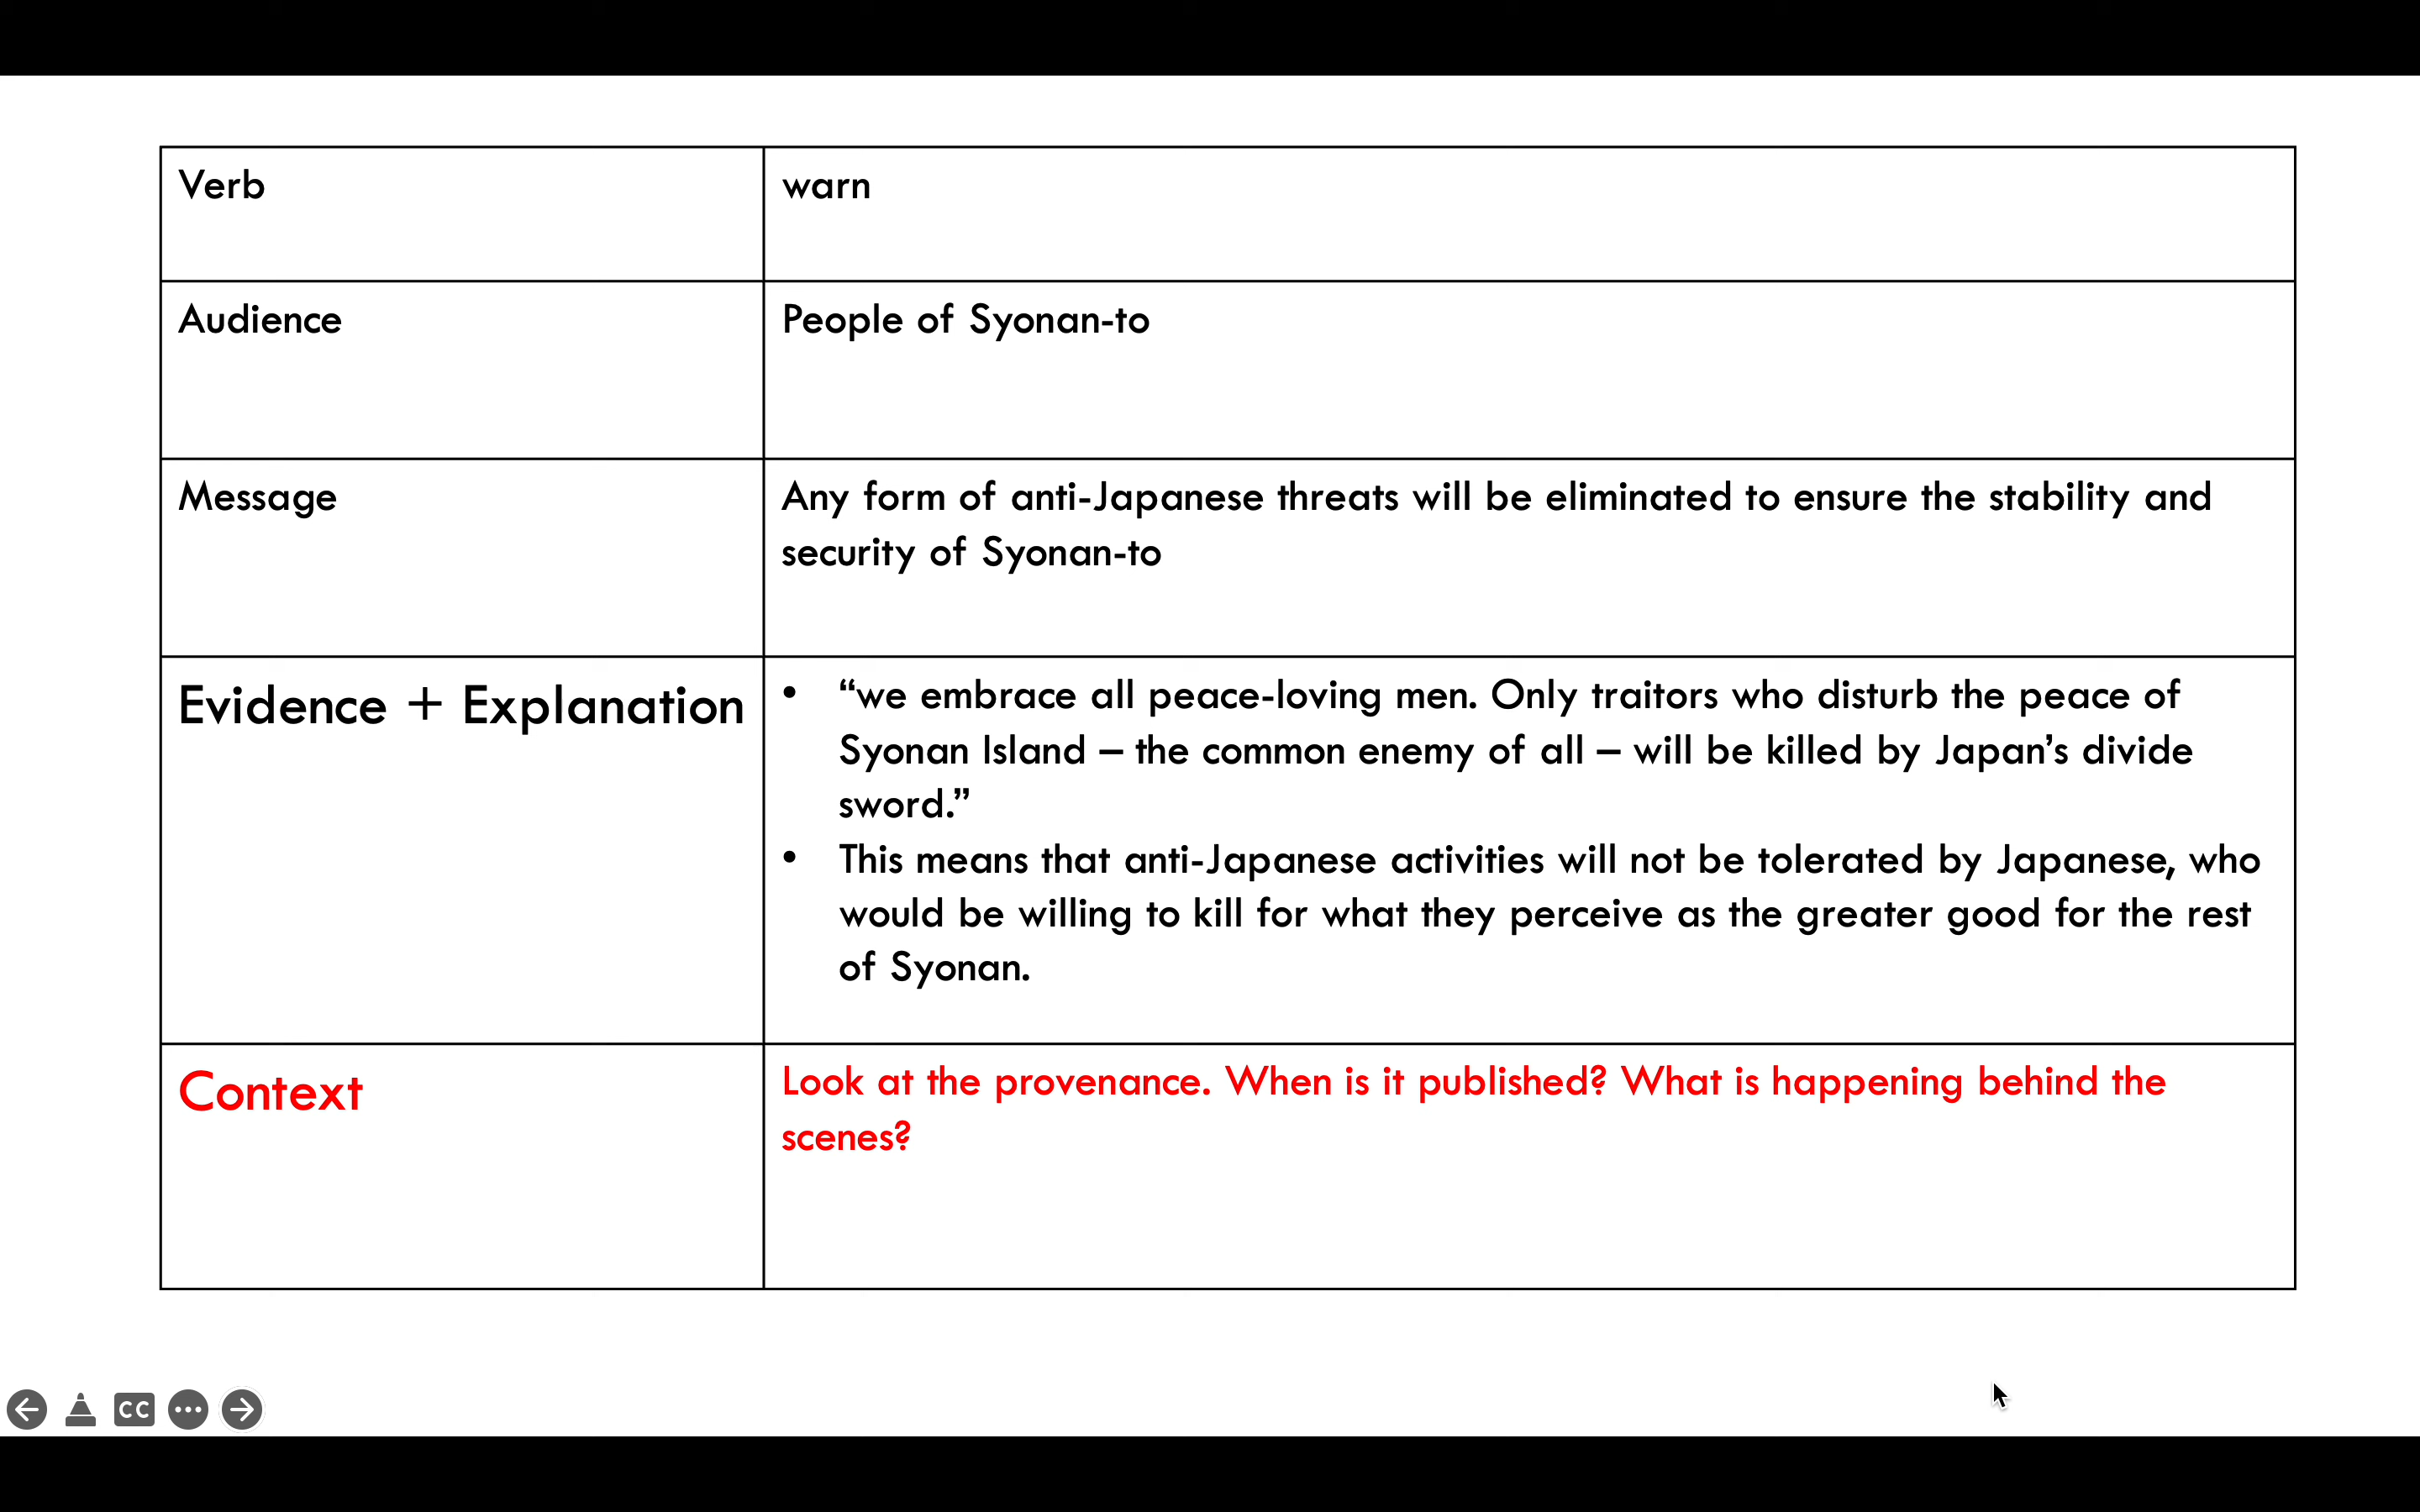 Verb
warn
Audience
People of Syonan-to
Message
Any form of anti-Japanese threats will be eliminated to ensure the stability and
security of Syonan-to
Evidence + Explanation
• “we embrace all peace-loving men. Only traitors who disturb the peace of
Syonan Island – the common enemy of all – will be killed by Japan’s divide
sword.”
• This means that anti-Japanese activities will not be tolerated by Japanese, who
would be willing to kill for what they perceive as the greater good for the rest
of Syonan.
Context
Look at the provenance. When is it published? What is happening behind the
scenes?
CC